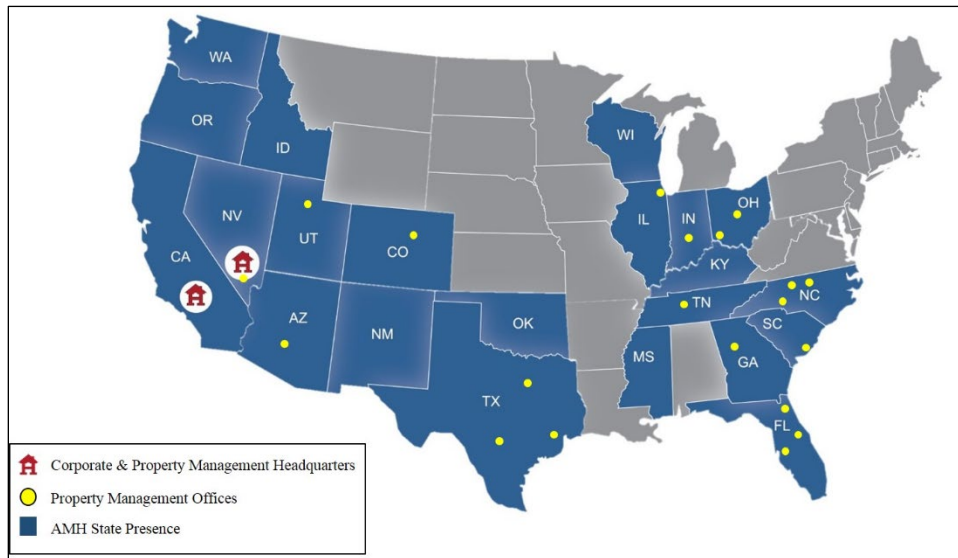 WA
OR
ID
WI
NV
UT
CO
CA
IL
IN
OH
KY
AZ
NM
OK
TN
NC
SC
MS
GA
TX
FL
Corporate & Property Management Headquarters
Property Management Offices
AMH State Presence